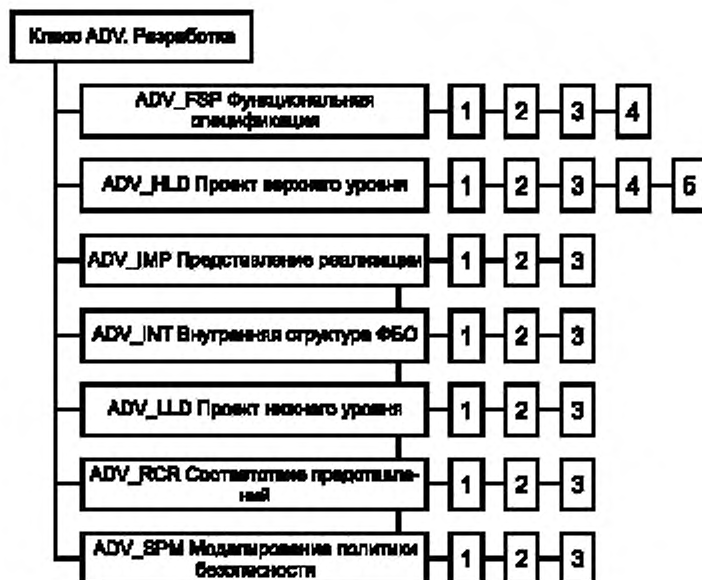 Класс ADV. Разработка
ADV_FSP Функциональная
спецификация
1 2 3 4
ADV_HLD Проект верхнего уровня
1 2 3 4 5
ADV_IMP Представление реализации
1 2 3
ADV_INT Внутренняя структура ФБО
1 2 3
ADV_LLD Проект нижнего уровня
1 2 3
ADV_RCR Соответствие представле-
ний
1 2 3
ADV_SPM Моделирование политики
безопасности
1 2 3